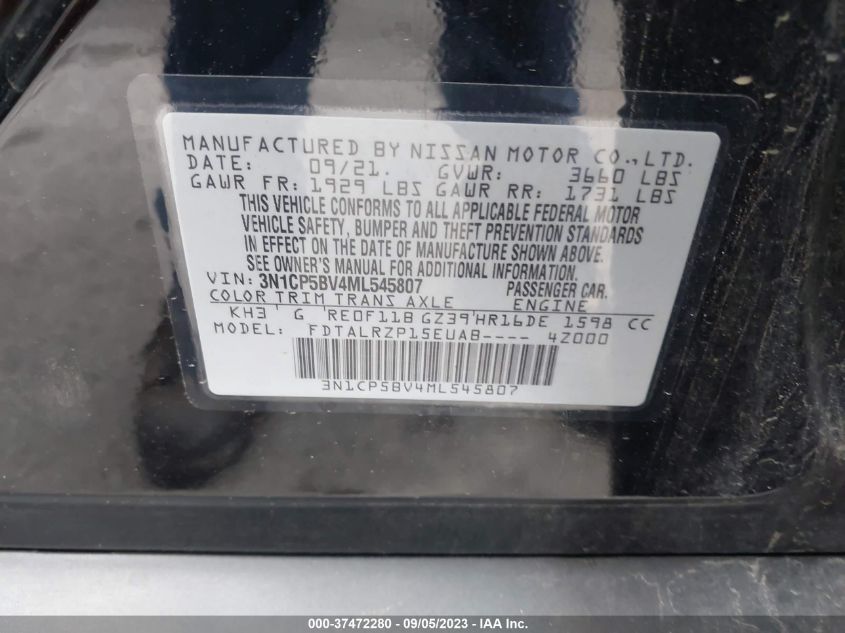 MANUFACTURED BY NISSAN MOTOR CO.,LTD.
DATE: 09/21. GVWR: 3660 LBS
GAWR FR: 1929 LBS GAWR RR: 1731 LBS
THIS VEHICLE CONFORMS TO ALL APPLICABLE FEDERAL MOTOR
VEHICLE SAFETY, BUMPER AND THEFT PREVENTION STANDARDS
IN EFFECT ON THE DATE OF MANUFACTURE SHOWN ABOVE.
SEE OWNER'S MANUAL FOR ADDITIONAL INFORMATION.
VIN: 3N1CP5BV4ML545807 PASSENGER CAR.
COLOR TRIM TRANS AXLE ENGINE
KH3 G RE0F11B GZ39 HR16DE 1598 CC
MODEL: FDTALRZP15EUAB---- 4Z000
3N1CP5BV4ML545807
000-37472280 - 09/05/2023 - IAA Inc.